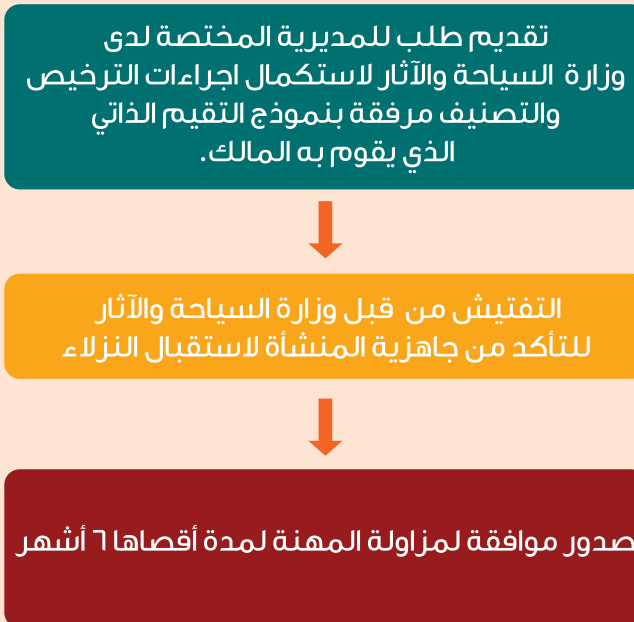 تقديم طلب للمديرية المختصة لدى
وزارة السياحة والآثار لاستكمال اجراءات الترخيص
والتصنيف مرفقة بنموذج التقيم الذاتي
الذي يقوم به المالك.
التفتيش من قبل وزارة السياحة والآثار
للتأكد من جاهزية المنشأة لاستقبال النزلاء
صدور موافقة لمزاولة المهنة لمدة أقصاها ٦ أشهر